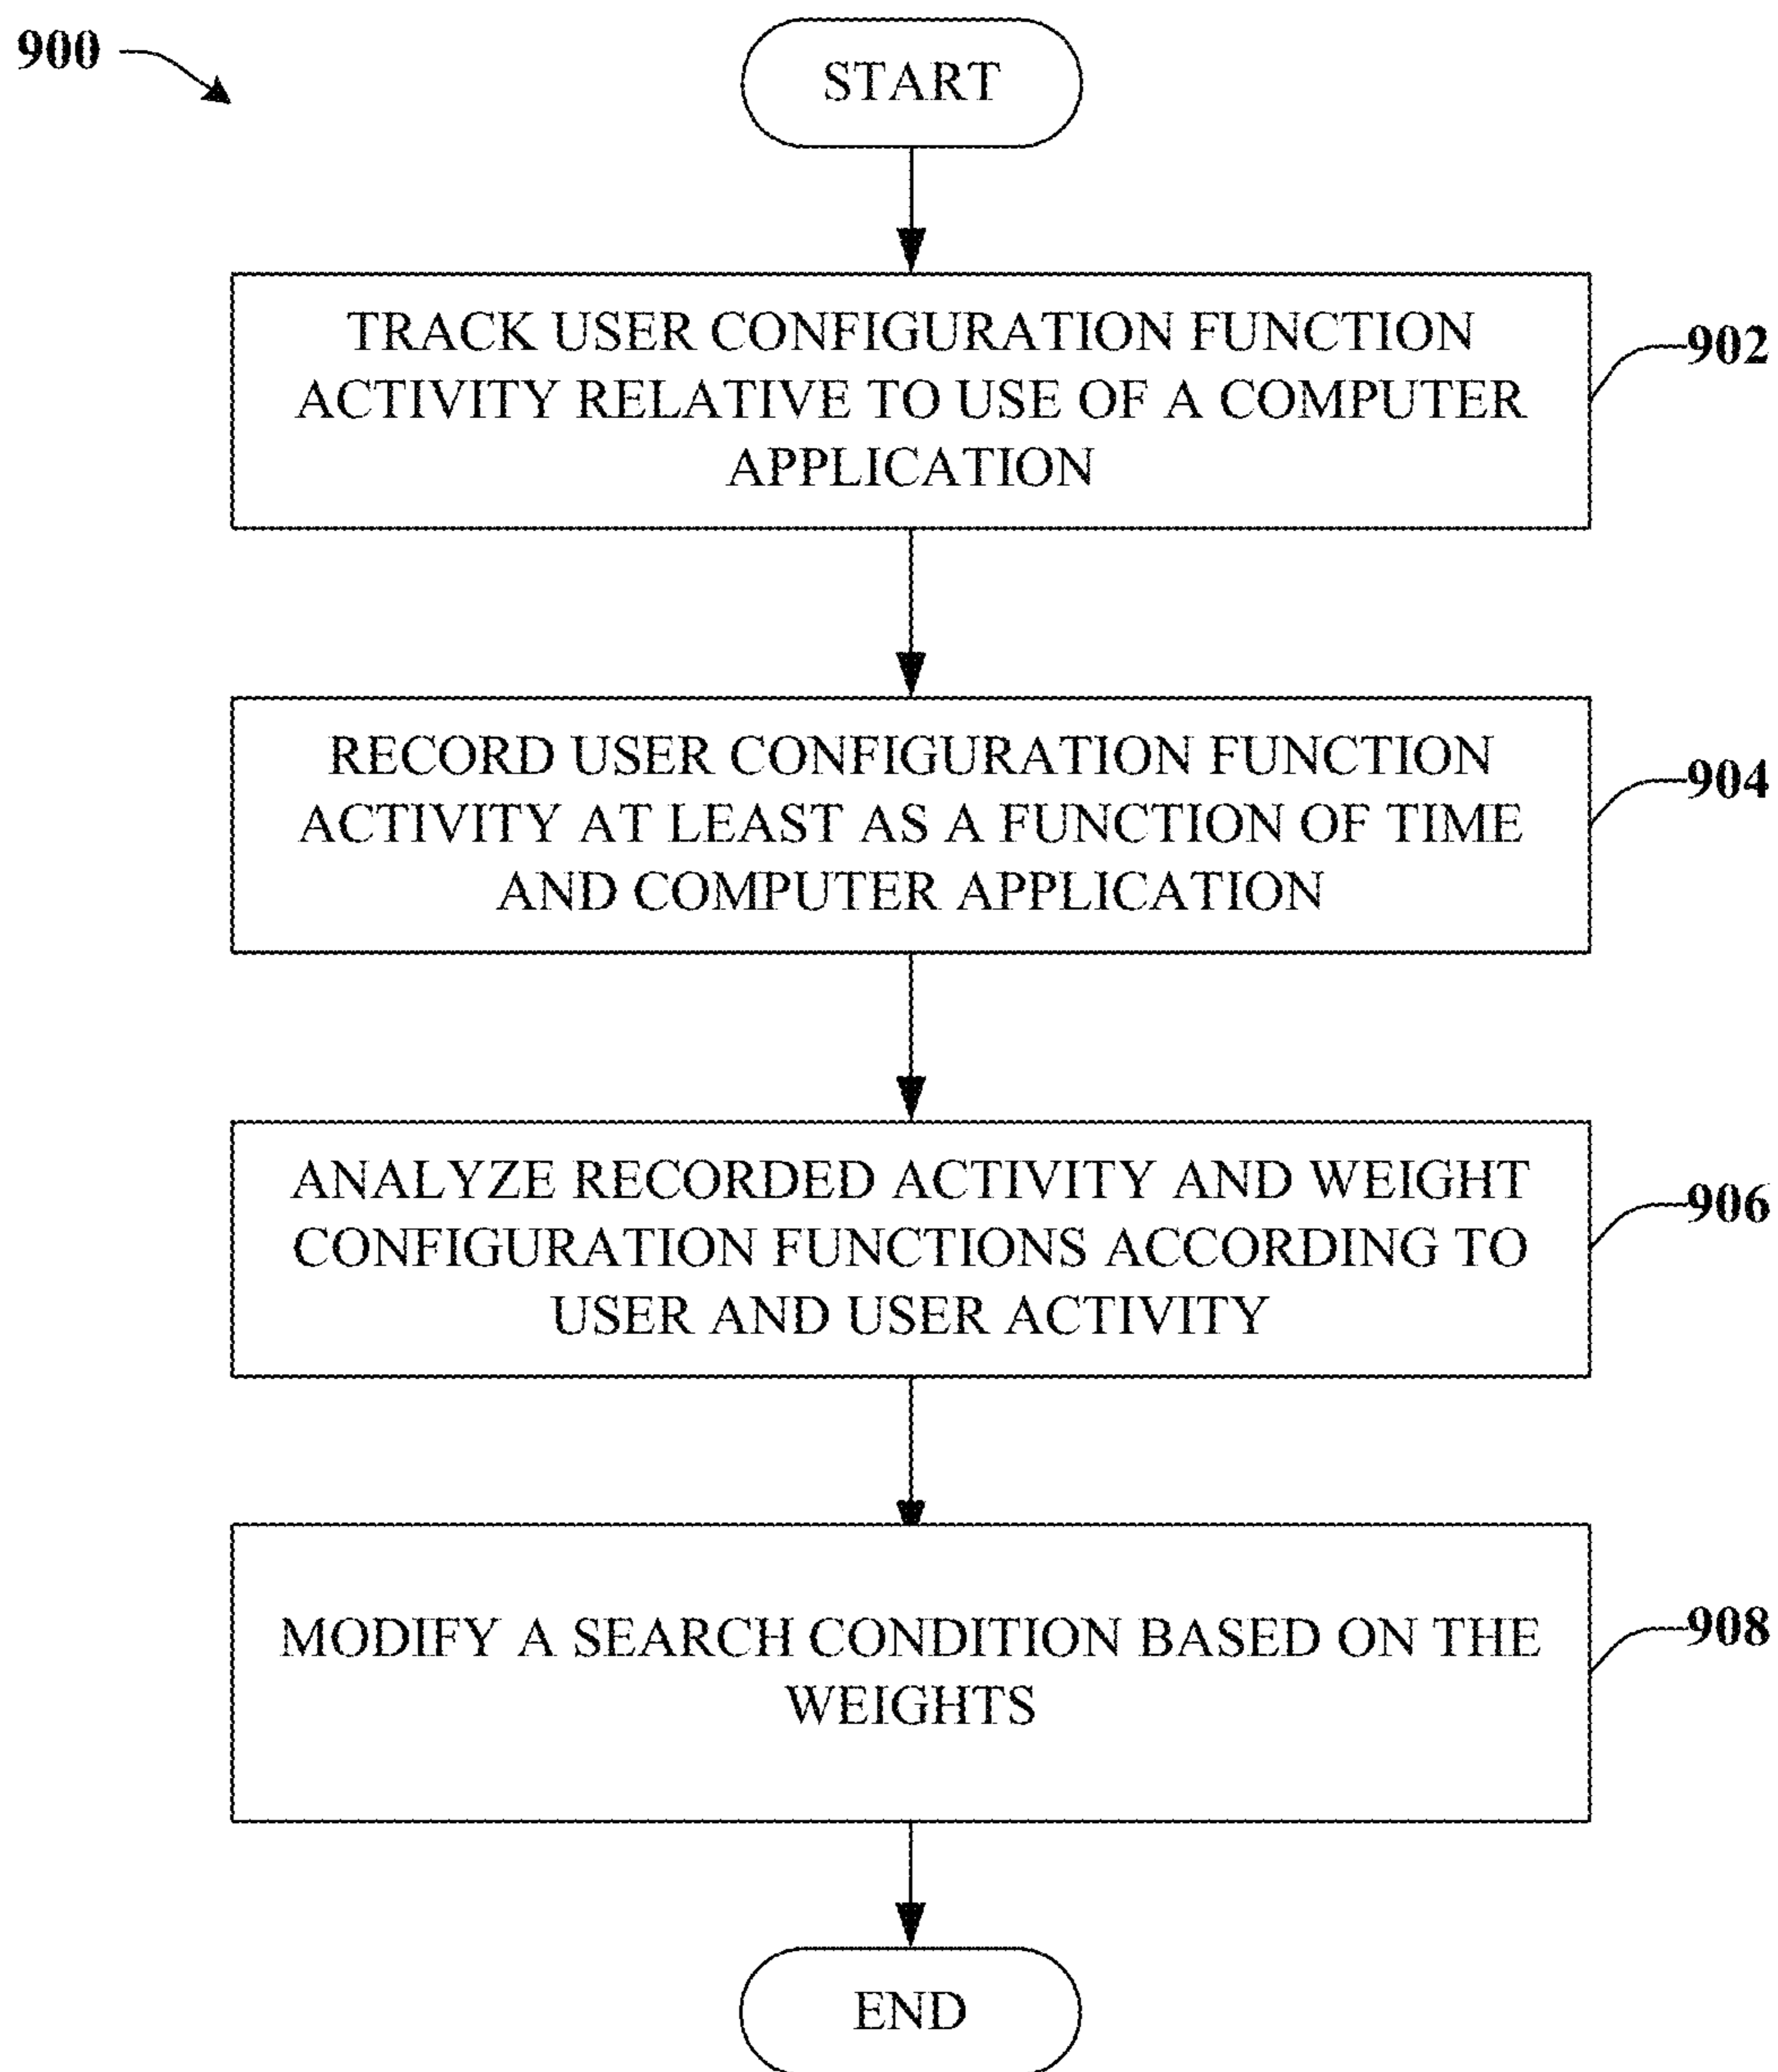 900
START
TRACK USER CONFIGURATION FUNCTION
ACTIVITY RELATIVE TO USE OF A COMPUTER
APPLICATION
902
RECORD USER CONFIGURATION FUNCTION
ACTIVITY AT LEAST AS A FUNCTION OF TIME
AND COMPUTER APPLICATION
904
ANALYZE RECORDED ACTIVITY AND WEIGHT
CONFIGURATION FUNCTIONS ACCORDING TO
USER AND USER ACTIVITY
906
MODIFY A SEARCH CONDITION BASED ON THE
WEIGHTS
908
END